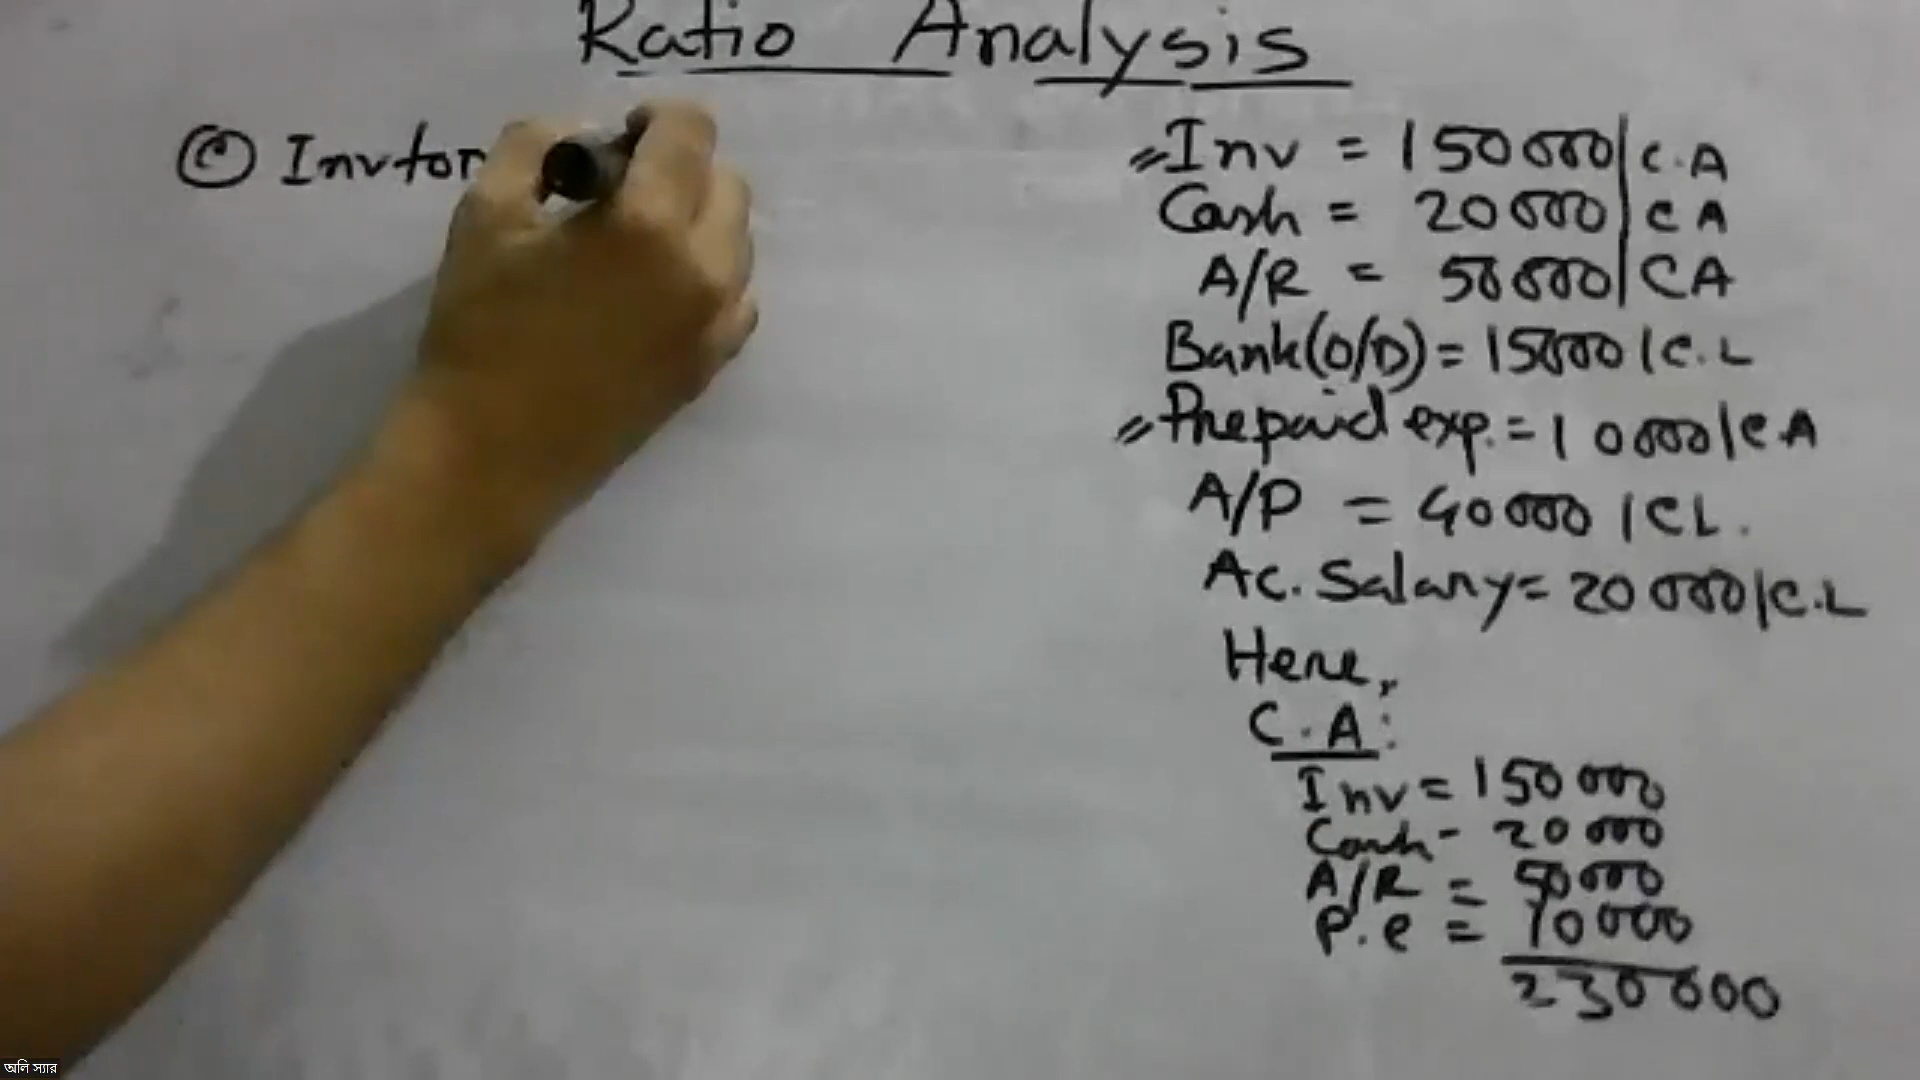 Ratio Analysis
© Invtor
Inv = 150000 | C.A
Cash = 20000 | CA
A/R = 50000 | CA
Bank (O/D) = 15000 | C.L
Prepaid exp. = 10000 | CA
A/P = 40000 | CL.
Ac. Salary = 20000 | C.L
Here,
C.A:
Inv = 150000
Cash - 20000
A/R = 50000
P.e = 10000
230000
অলি স্যার